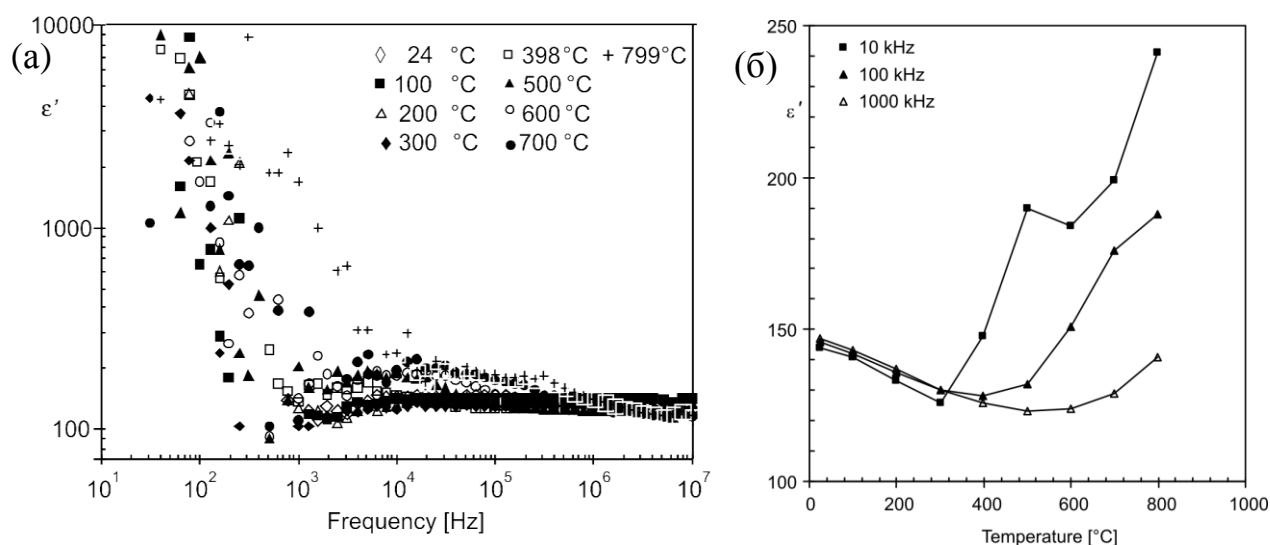 (a)
ε'
10000
1000
100
◇ 24 °C □ 398°C + 799°C
■ 100 °C ▲ 500°C
△ 200 °C ○ 600°C
◆ 300 °C ● 700°C
10¹ 10² 10³ 10⁴ 10⁵ 10⁶ 10⁷
Frequency [Hz]
(б)
ε'
250
200
150
100
■ 10 kHz
▲ 100 kHz
△ 1000 kHz
0 200 400 600 800 1000
Temperature [°C]